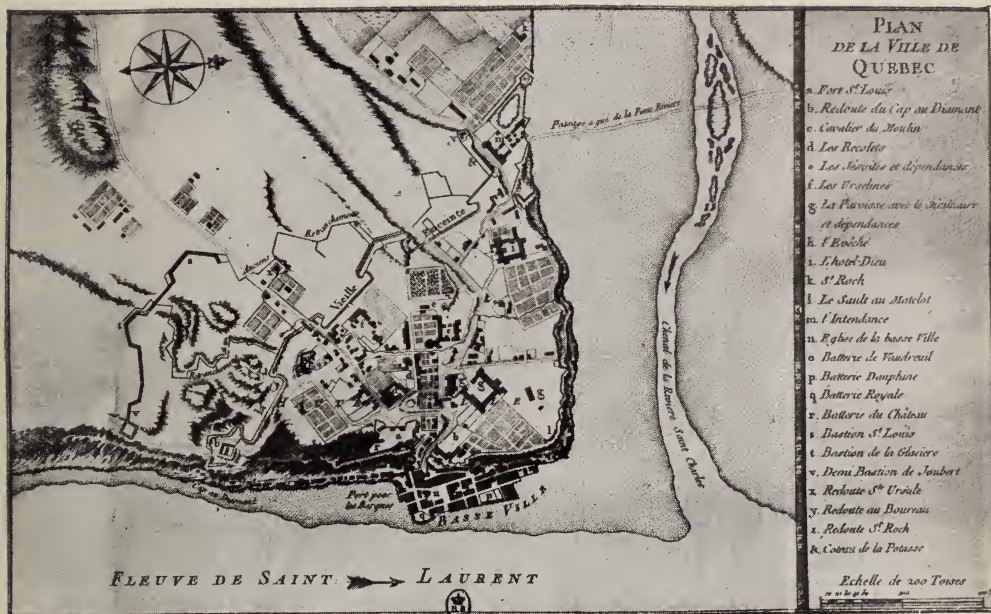 PLAN
DE LA VILLE DE
QUEBEC
a. Fort St. Louis
b. Redoute du Cap au Diamant
c. Cavalier du Moulin
d. Les Recolets
e. Les Jésuites et dépendances
f. Les Urselines
g. La Paroisse avec le Séminaire
et dépendances
h. l'Evêché
i. L'hotel-Dieu
k. St. Roch
l. Le Sault au Matelot
m. l'Intendance
n. Eglise de la basse Ville
o. Batterie de Vaudreuil
p. Batterie Dauphine
q. Batterie Royale
r. Batterie du Château
s. Bastion St. Louis
t. Bastion de la Glaciere
v. Demi Bastion de Joubert
x. Redoute Ste Ursule
y. Redoute au Boureau
z. Redoute St. Roch
&. Coteau de la Potasse
Echelle de 200 Toises
Passage a gué de la Petite Riviere
Chenal de la Riviere Saint Charles
Ancien Retranchement
Vieille Enceinte
Port pour
les Barques
BASSE VILLE
FLEUVE DE SAINT LAURENT